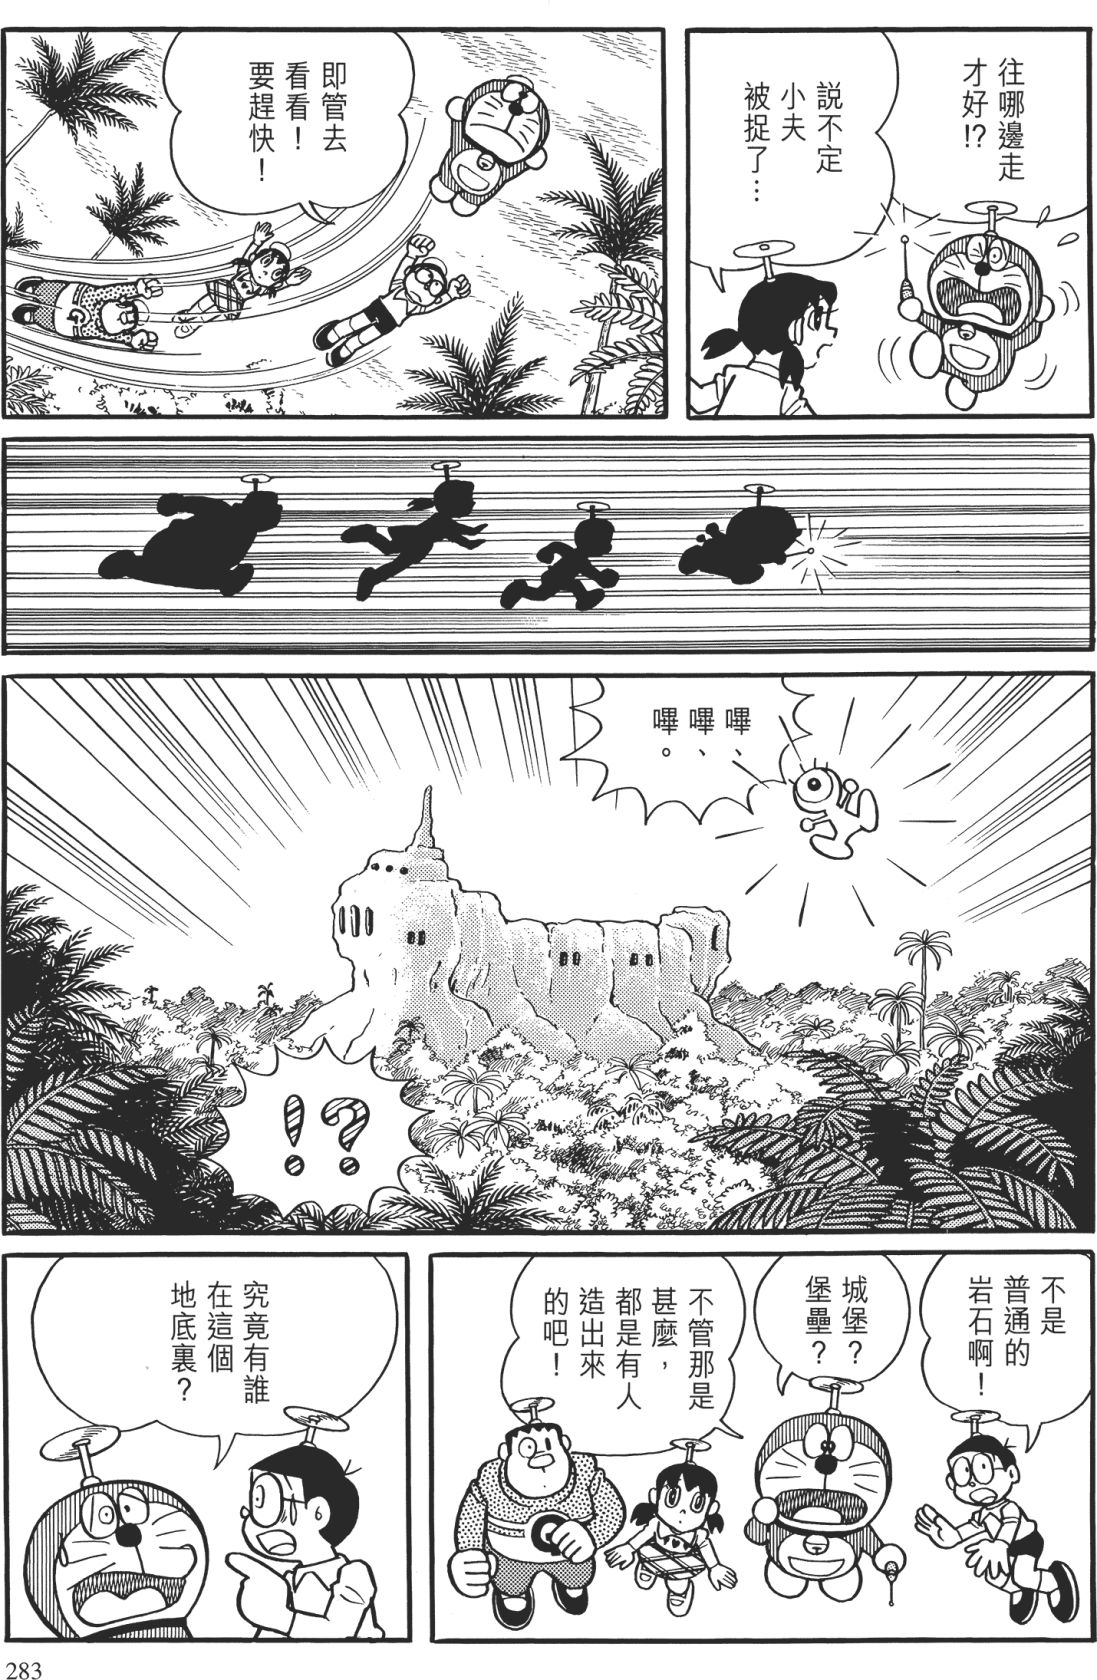 往哪邊走
才好!?
說不定
小夫
被捉了…
即管去
看看！
要趕快！
嗶、
嗶、
嗶。
!?
不是
普通的
岩石啊！
城堡？
堡壘？
不管那是
甚麼，
都是有人
造出來
的吧！
究竟有誰
在這個
地底裏？
G
G
283